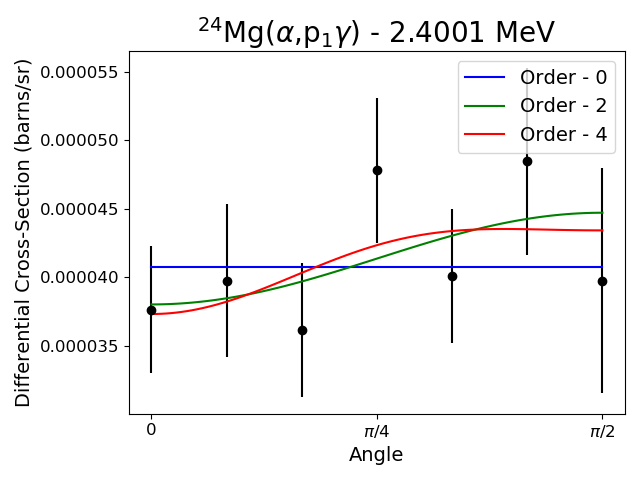 ²⁴Mg(α,p₁γ) - 2.4001 MeV
Differential Cross-Section (barns/sr)
0.000055
0.000050
0.000045
0.000040
0.000035
Order - 0
Order - 2
Order - 4
0
π/4
π/2
Angle